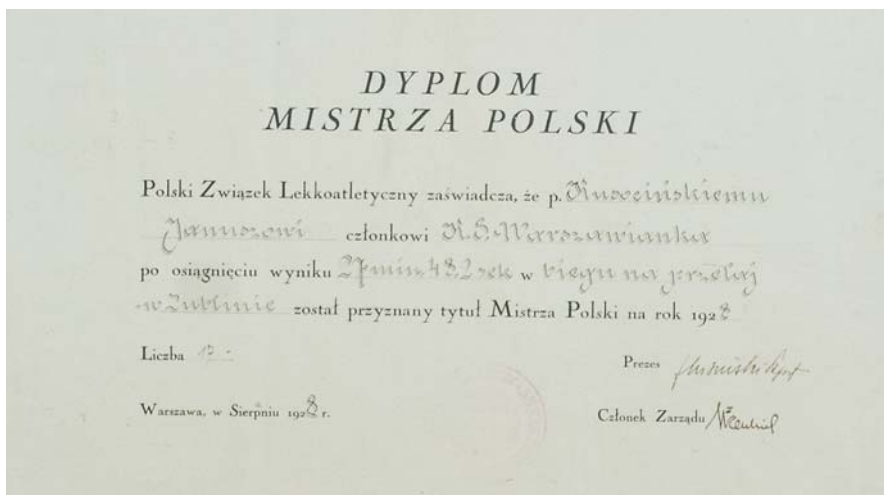 DYPLOM
MISTRZA POLSKI
Polski Związek Lekkoatletyczny zaświadcza, że p. Kusocińskiemu
Januszowi członkowi K.S. Warszawianka
po osiągnięciu wyniku 27 min. 48,2 sek w biegu na przełaj
w Lublinie został przyznany tytuł Mistrza Polski na rok 1928
Liczba 12 -
Prezes
Warszawa, w Sierpniu 1928 r.
Członek Zarządu